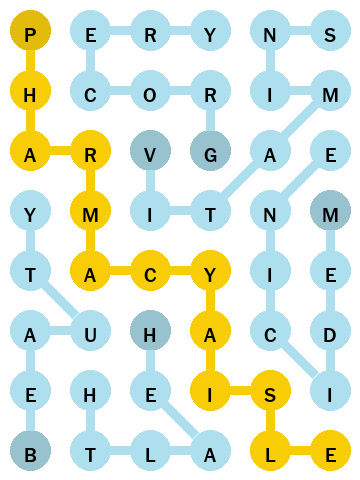 P E R Y N S
H C O R I M
A R V G A E
Y M I T N M
T A C Y I E
A U H A C D
E H E I S I
B T L A L E